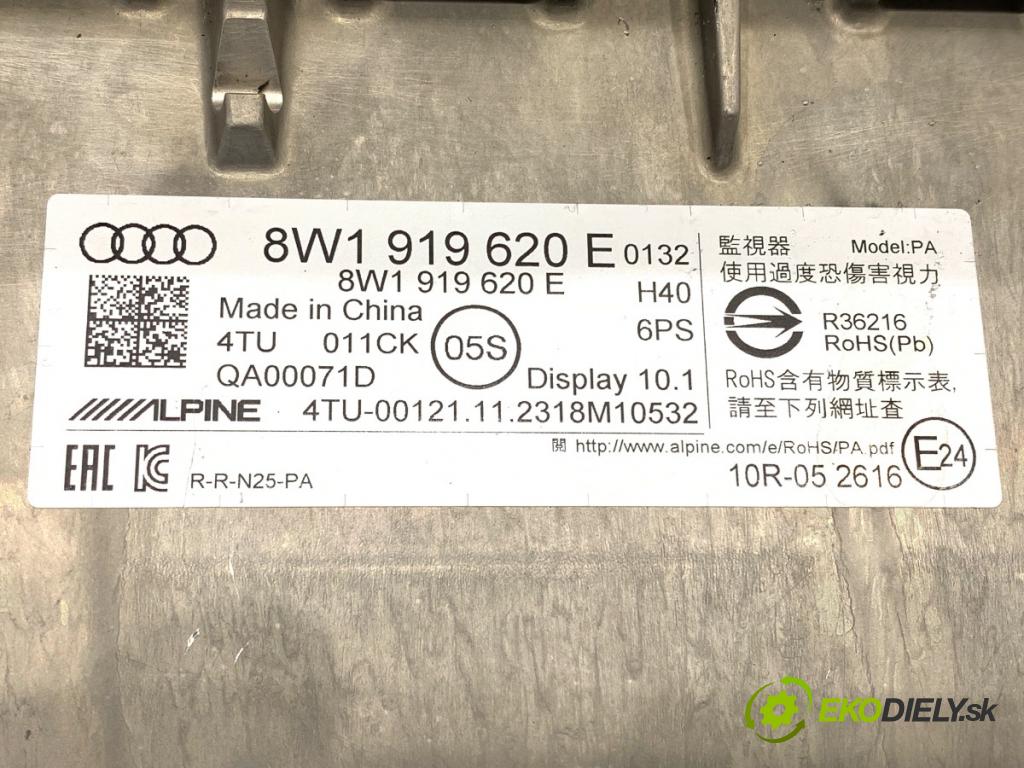 8W1 919 620 E 0132
8W1 919 620 E
H40
Made in China
6PS
4TU 011CK
05S
QA00071D
Display 10.1
ALPINE
4TU-00121.11.2318M10532
EAC
R-R-N25-PA
監視器 Model:PA
使用過度恐傷害視力
R36216
RoHS(Pb)
RoHS含有物質標示表,
請至下列網址查
閱 http://www.alpine.com/e/RoHS/PA.pdf
10R-05 2616
E24
EKODIELY.sk